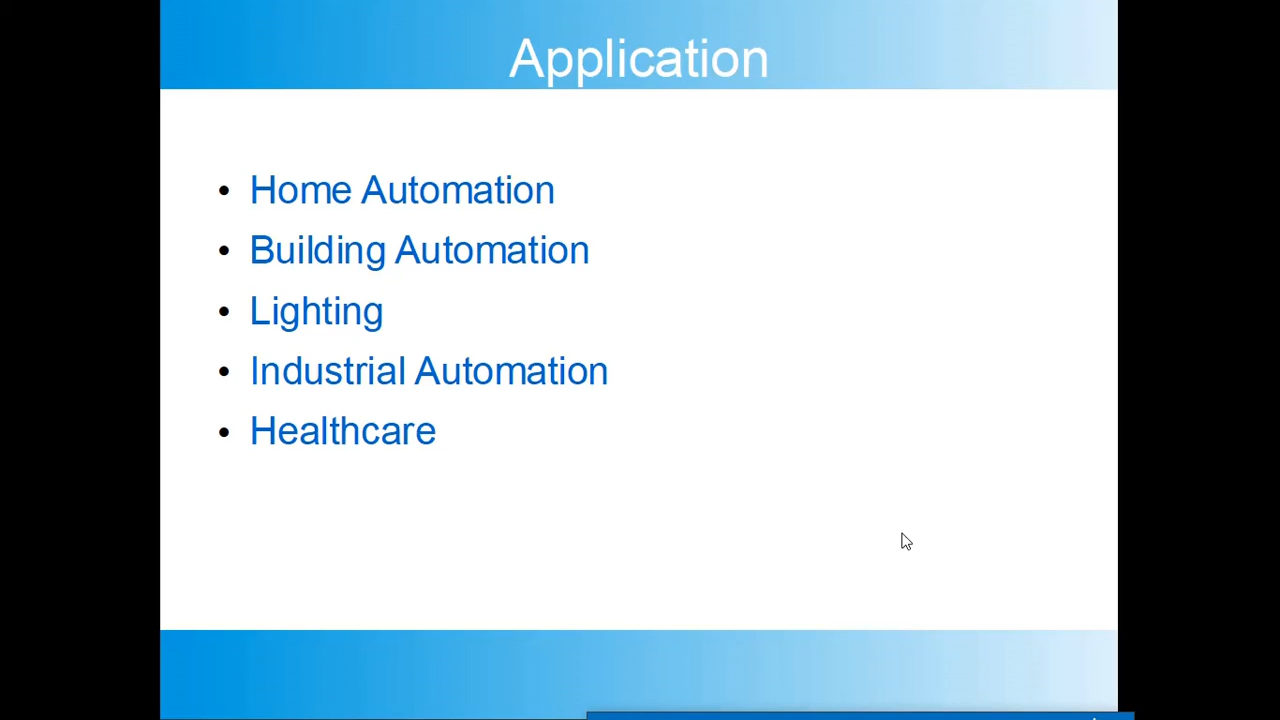 Application
• Home Automation
• Building Automation
• Lighting
• Industrial Automation
• Healthcare